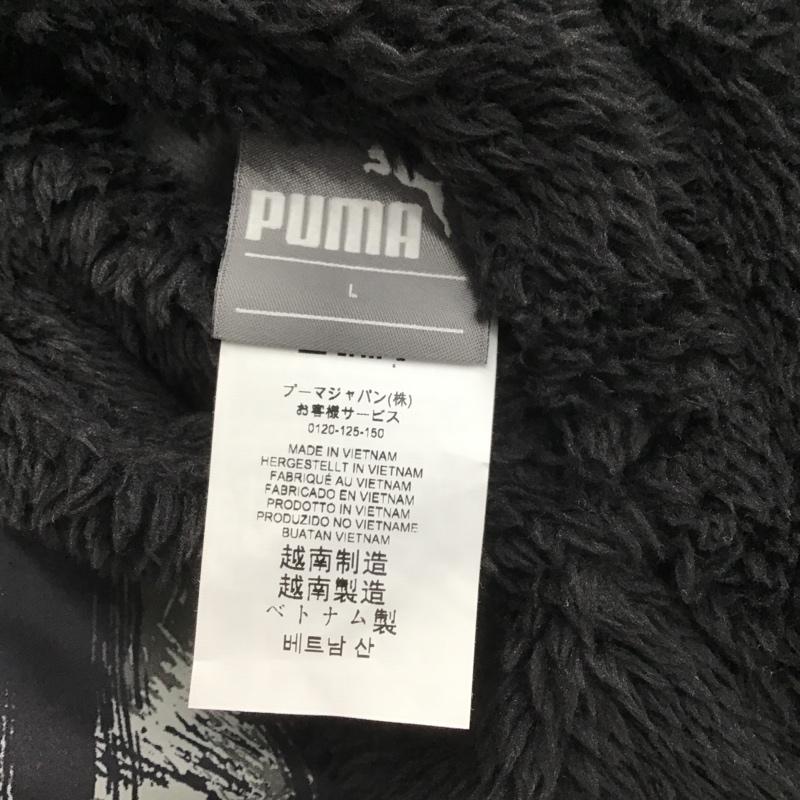 PUMA
L
プーマジャパン(株)
お客様サービス
0120-125-150
MADE IN VIETNAM
HERGESTELLT IN VIETNAM
FABRIQUÉ AU VIETNAM
FABRICADO EN VIETNAM
PRODOTTO IN VIETNAM
PRODUZIDO NO VIETNAME
BUATAN VIETNAM
越南制造
越南製造
ベトナム製
베트남 산